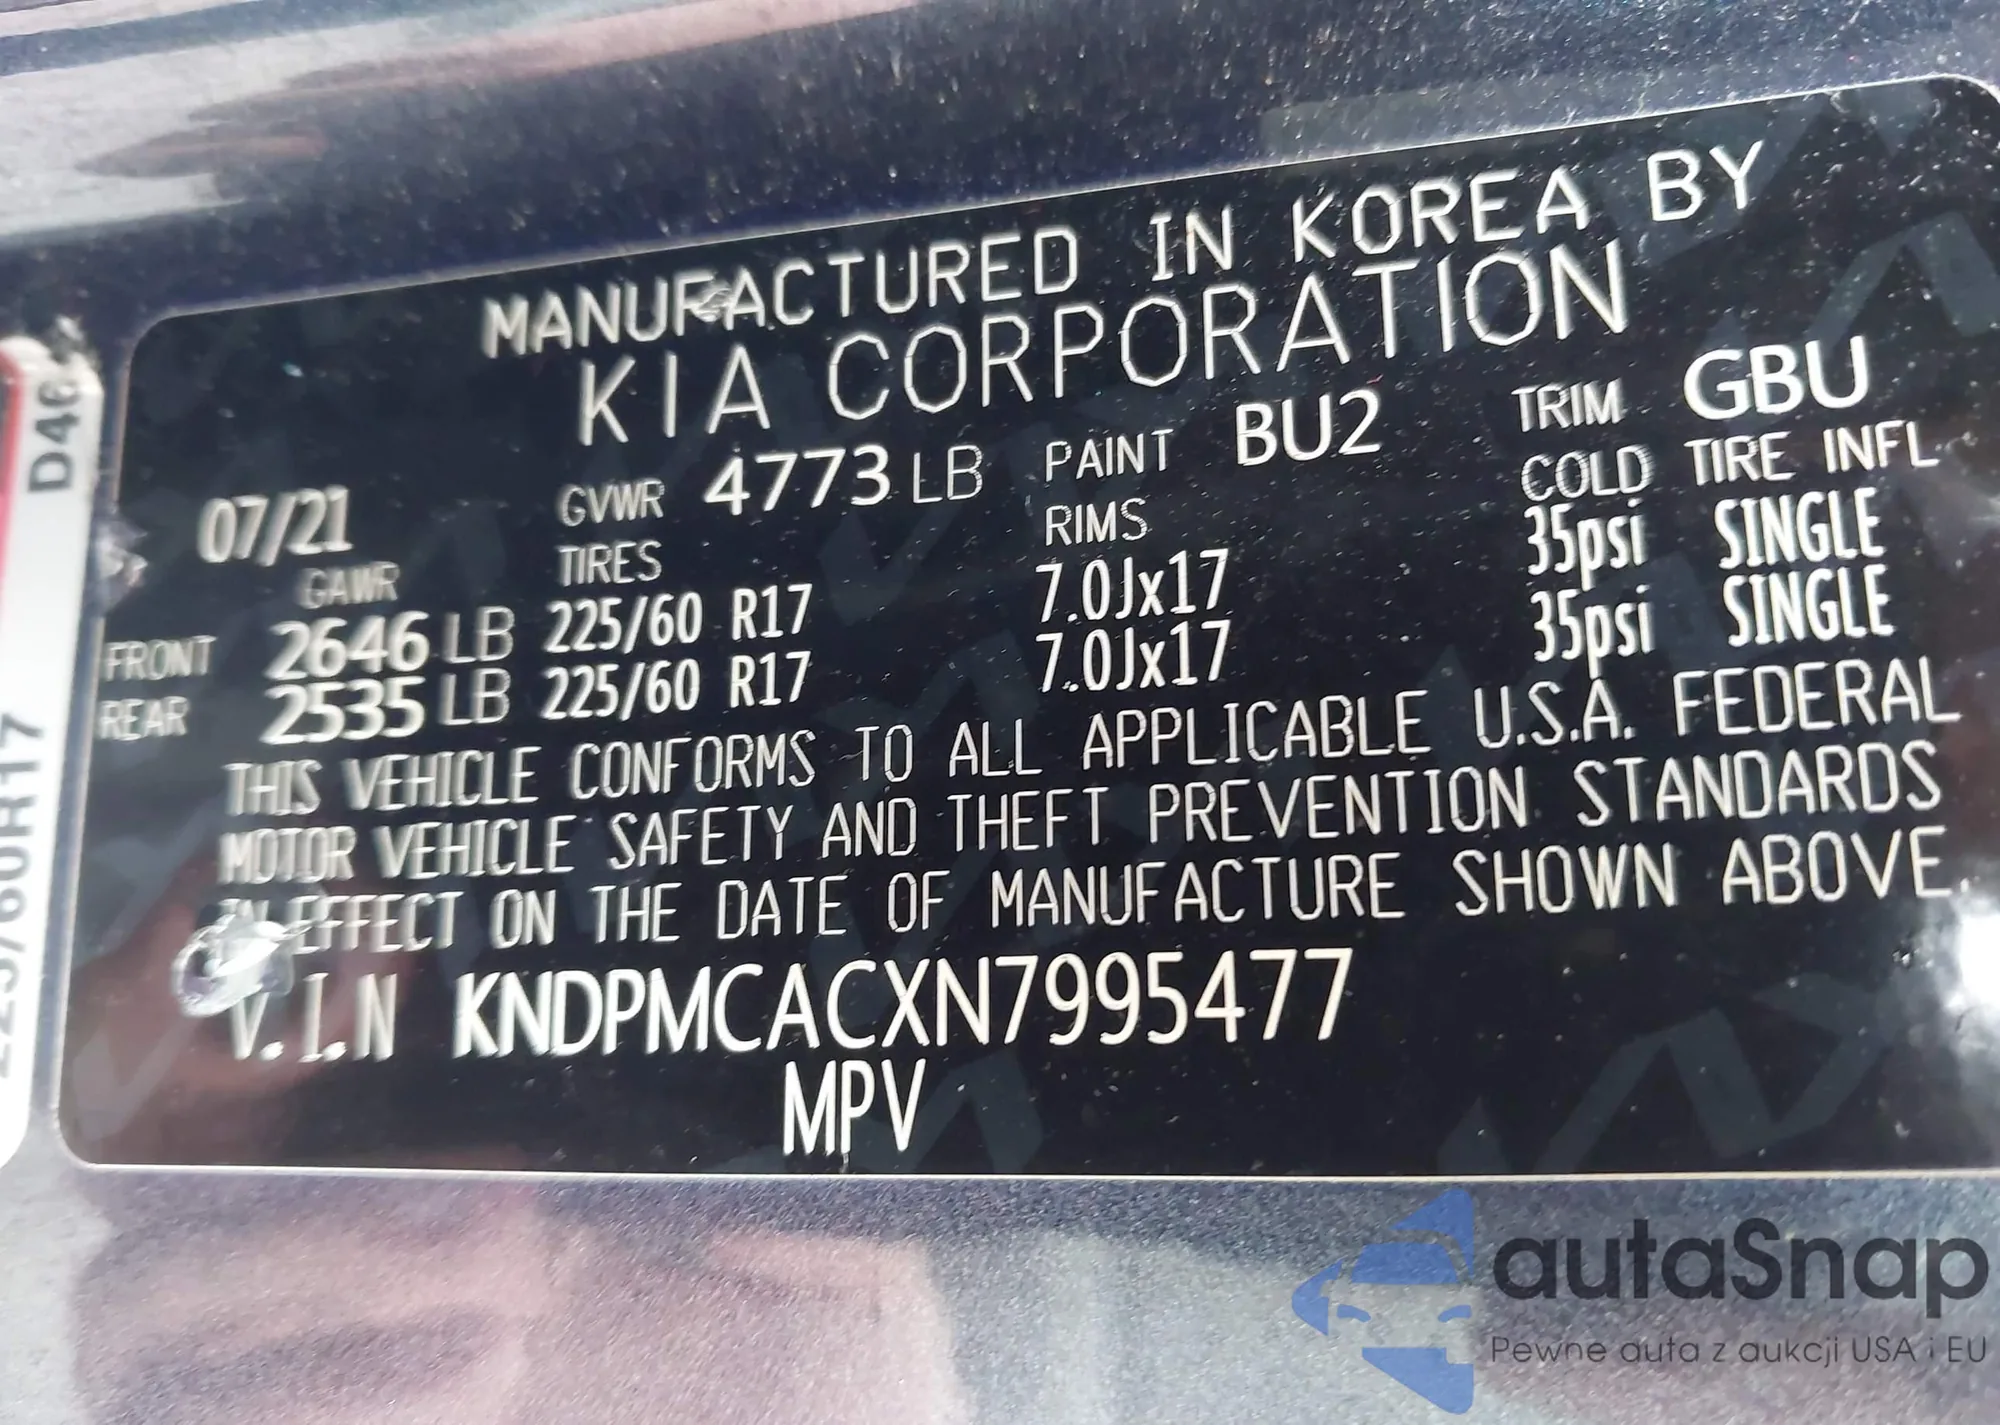 MANUFACTURED IN KOREA BY
KIA CORPORATION
07/21 GVWR 4773 LB PAINT BU2 TRIM GBU
GAWR TIRES RIMS COLD TIRE INFL
FRONT 2646 LB 225/60 R17 7.0Jx17 35psi SINGLE
REAR 2535 LB 225/60 R17 7.0Jx17 35psi SINGLE
THIS VEHICLE CONFORMS TO ALL APPLICABLE U.S.A. FEDERAL
MOTOR VEHICLE SAFETY AND THEFT PREVENTION STANDARDS
IN EFFECT ON THE DATE OF MANUFACTURE SHOWN ABOVE.
V.I.N KNDPMCACXN7995477
MPV
225/60R17
autaSnap
Pewne auta z aukcji USA i EU